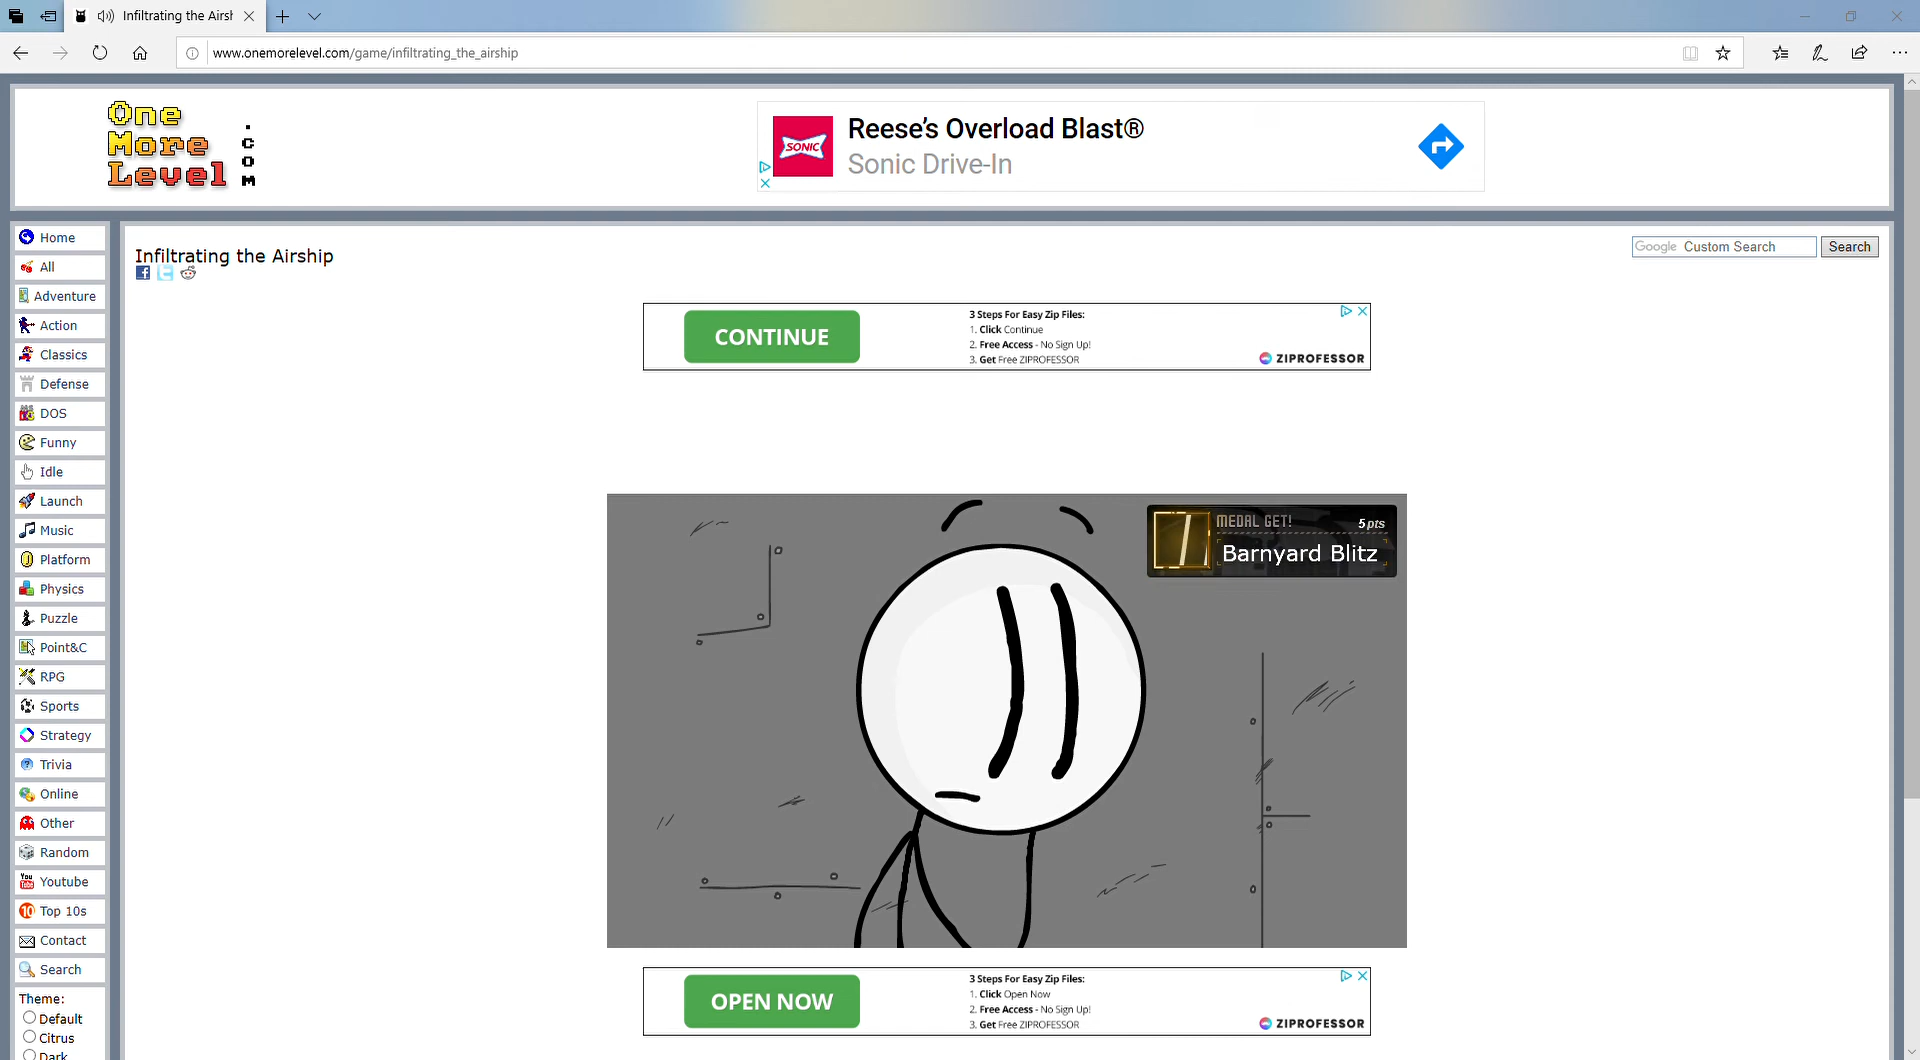 Infiltrating the Airsh
www.onemorelevel.com/game/infiltrating_the_airship
One
More
Level
.com
SONIC
Reese's Overload Blast®
Sonic Drive-In
Home
All
Adventure
Action
Classics
Defense
DOS
Funny
Idle
Launch
Music
Platform
Physics
Puzzle
Point&C
RPG
Sports
Strategy
Trivia
Online
Other
Random
Youtube
Top 10s
Contact
Search
Theme:
Default
Citrus
Dark
Infiltrating the Airship
Google Custom Search
Search
CONTINUE
3 Steps For Easy Zip Files:
1. Click Continue
2. Free Access - No Sign Up!
3. Get Free ZIPROFESSOR
ZIPROFESSOR
MEDAL GET!
5 pts
Barnyard Blitz
OPEN NOW
3 Steps For Easy Zip Files:
1. Click Open Now
2. Free Access - No Sign Up!
3. Get Free ZIPROFESSOR
ZIPROFESSOR